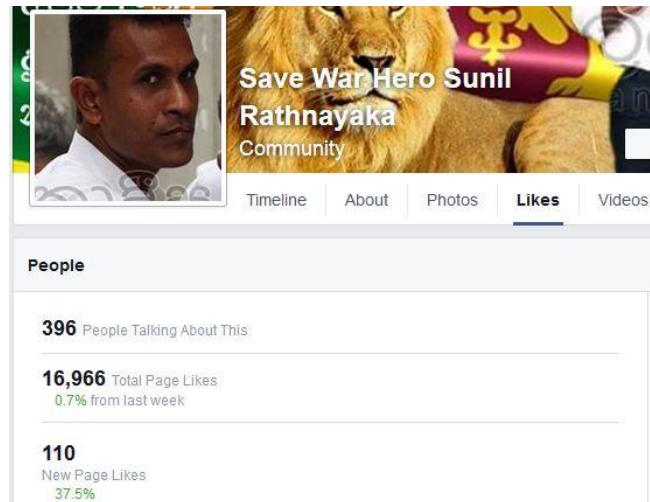 Save War Hero Sunil
Rathnayaka
Community
Timeline About Photos Likes Videos
People
396 People Talking About This
16,966 Total Page Likes
0.7% from last week
110
New Page Likes
37.5%